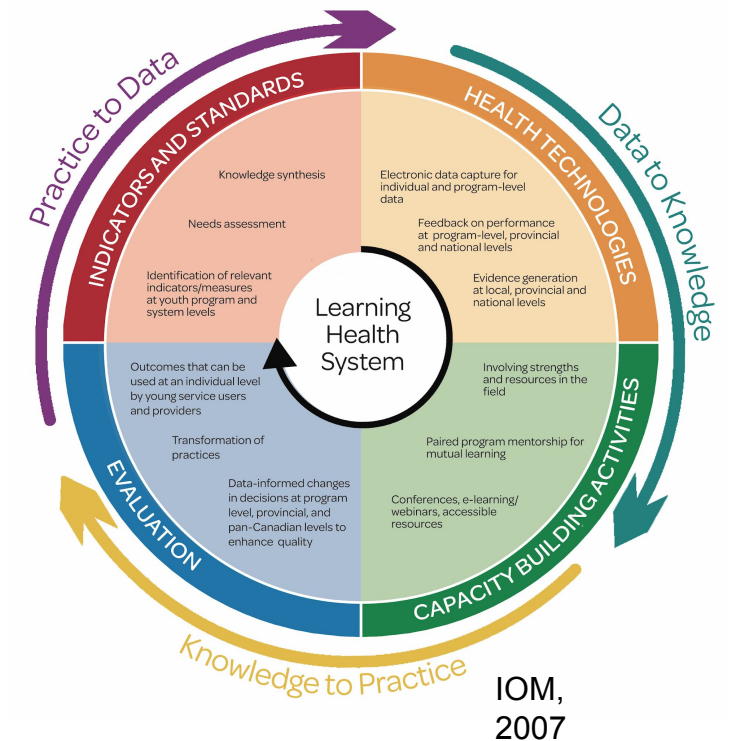 Practice to Data
Data to Knowledge
Knowledge to Practice
INDICATORS AND STANDARDS
Knowledge synthesis
Needs assessment
Identification of relevant
indicators/measures
at youth program and
system levels
HEALTH TECHNOLOGIES
Electronic data capture for
individual and program-level
data
Feedback on performance
at program-level, provincial
and national levels
Evidence generation
at local, provincial and
national levels
Learning
Health
System
EVALUATION
Outcomes that can be
used at an individual level
by young service users
and providers
Transformation of
practices
Data-informed changes
in decisions at program
level, provincial, and
pan-Canadian levels to
enhance quality
CAPACITY BUILDING ACTIVITIES
Involving strengths
and resources in the
field
Paired program mentorship for
mutual learning
Conferences, e-learning/
webinars, accessible
resources
IOM,
2007